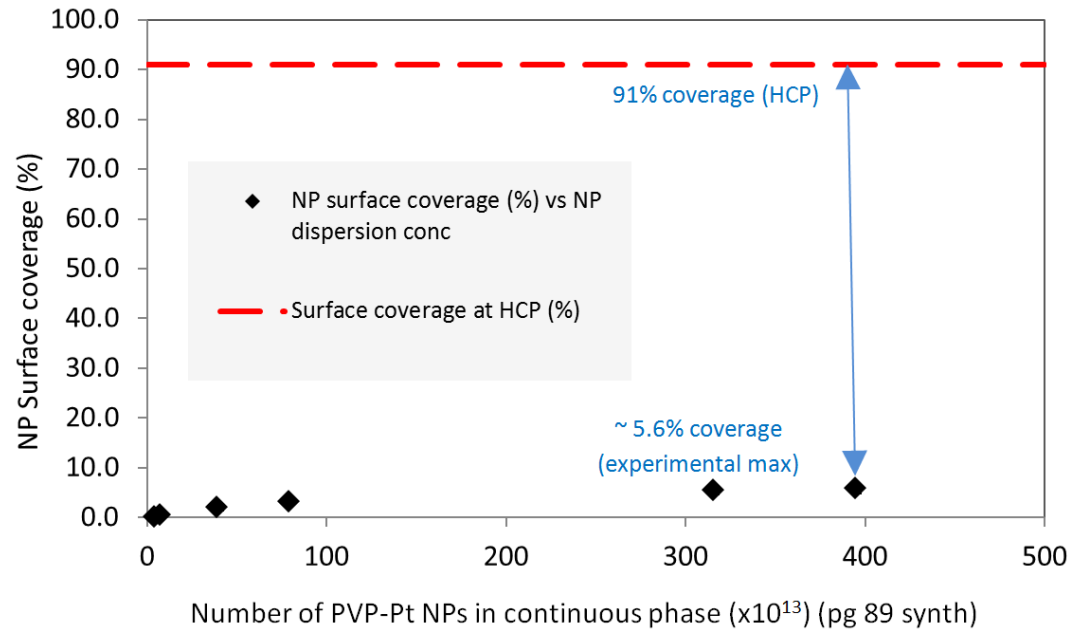 100.0
90.0
80.0
70.0
60.0
50.0
40.0
30.0
20.0
10.0
0.0
NP Surface coverage (%)
91% coverage (HCP)
NP surface coverage (%) vs NP
dispersion conc
Surface coverage at HCP (%)
~ 5.6% coverage
(experimental max)
0 100 200 300 400 500
Number of PVP-Pt NPs in continuous phase (x10¹³) (pg 89 synth)